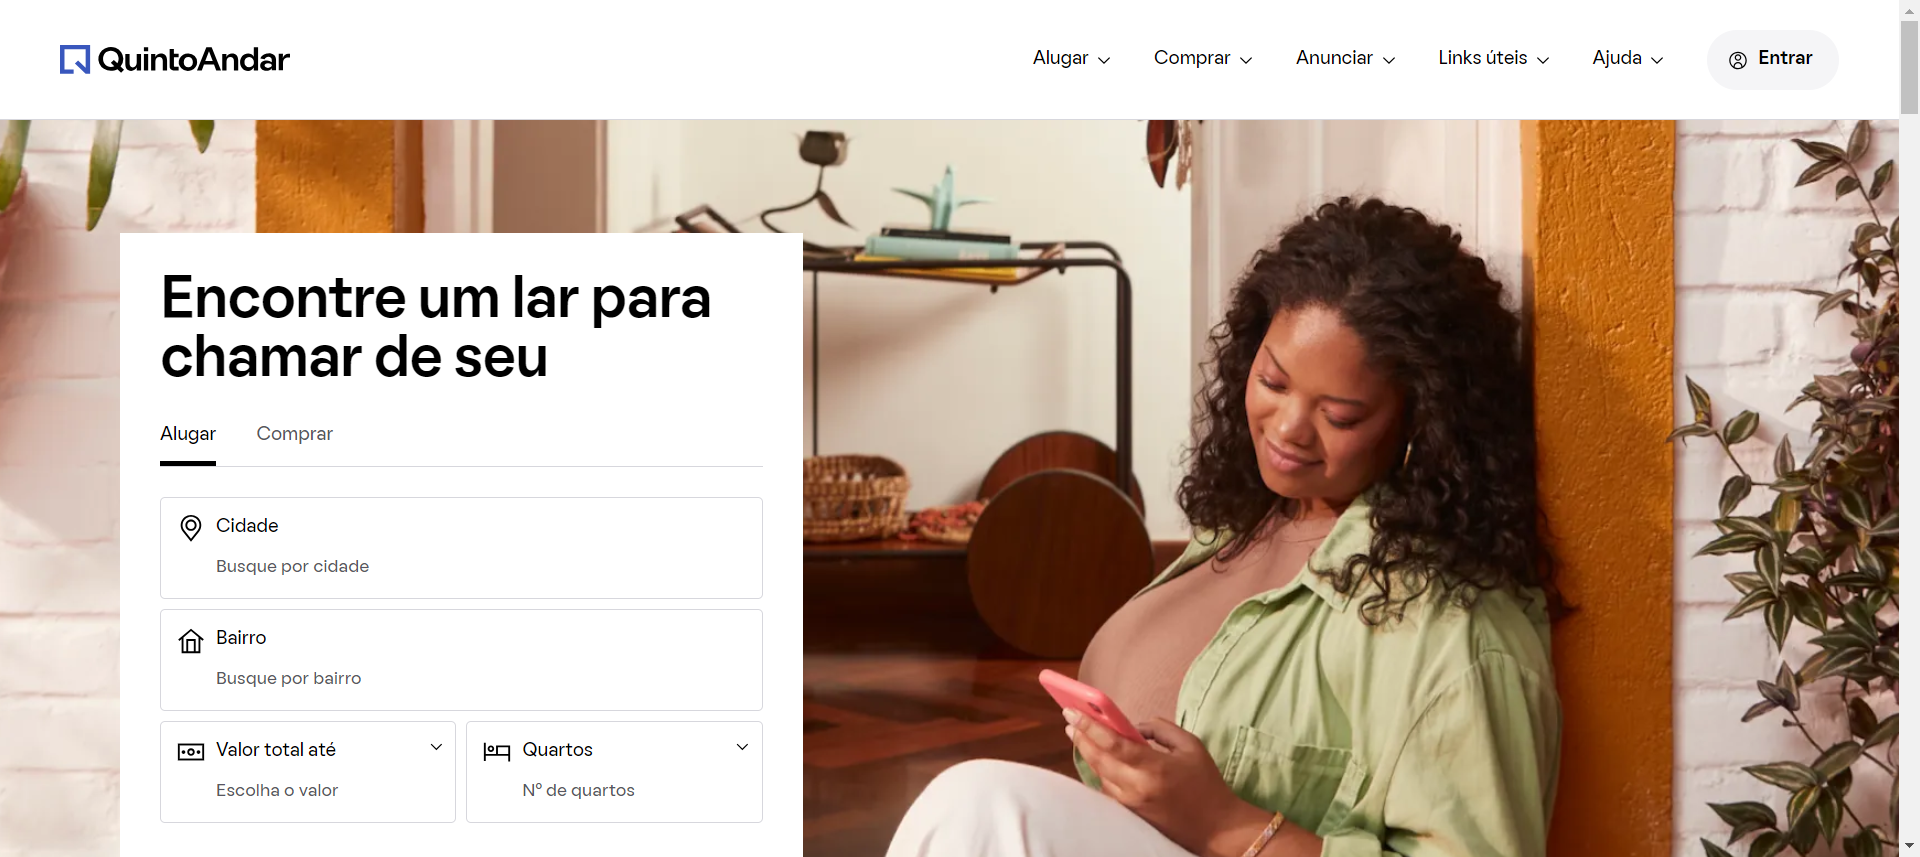 QuintoAndar
Alugar
Comprar
Anunciar
Links úteis
Ajuda
Entrar
Encontre um lar para
chamar de seu
Alugar
Comprar
Cidade
Busque por cidade
Bairro
Busque por bairro
Valor total até
Escolha o valor
Quartos
N° de quartos